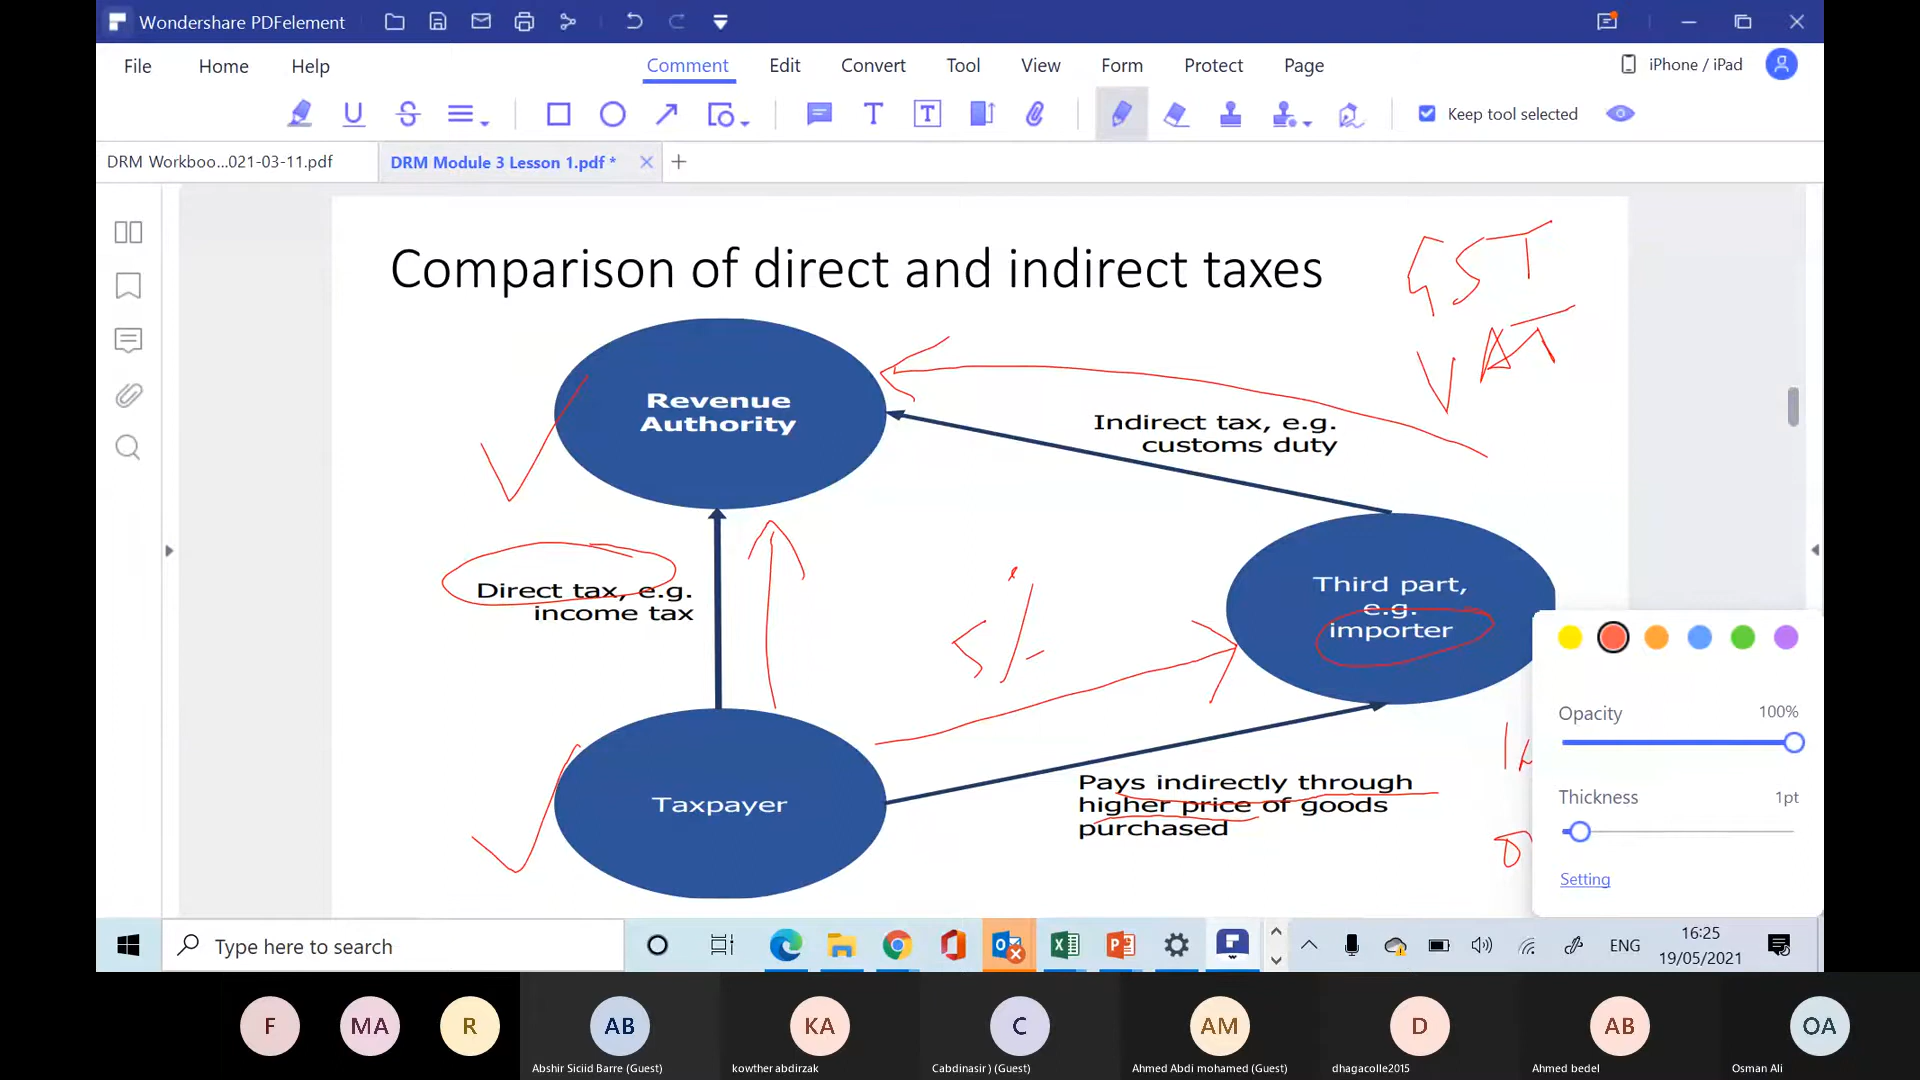 Wondershare PDFelement
File Home Help Comment Edit Convert Tool View Form Protect Page iPhone / iPad
Keep tool selected
DRM Workboo...021-03-11.pdf DRM Module 3 Lesson 1.pdf *
Comparison of direct and indirect taxes
GST
VAT
Revenue
Authority
Indirect tax, e.g.
customs duty
Direct tax, e.g.
income tax
5%
Third part,
e.g.
importer
Taxpayer
Pays indirectly through
higher price of goods
purchased
Opacity 100%
Thickness 1pt
Setting
Type here to search
ENG
16:25
19/05/2021
F MA R AB KA C AM D AB OA
Abshir Siciid Barre (Guest) kowther abdirzak Cabdinasir ) (Guest) Ahmed Abdi mohamed (Guest) dhagacolle2015 Ahmed bedel Osman Ali